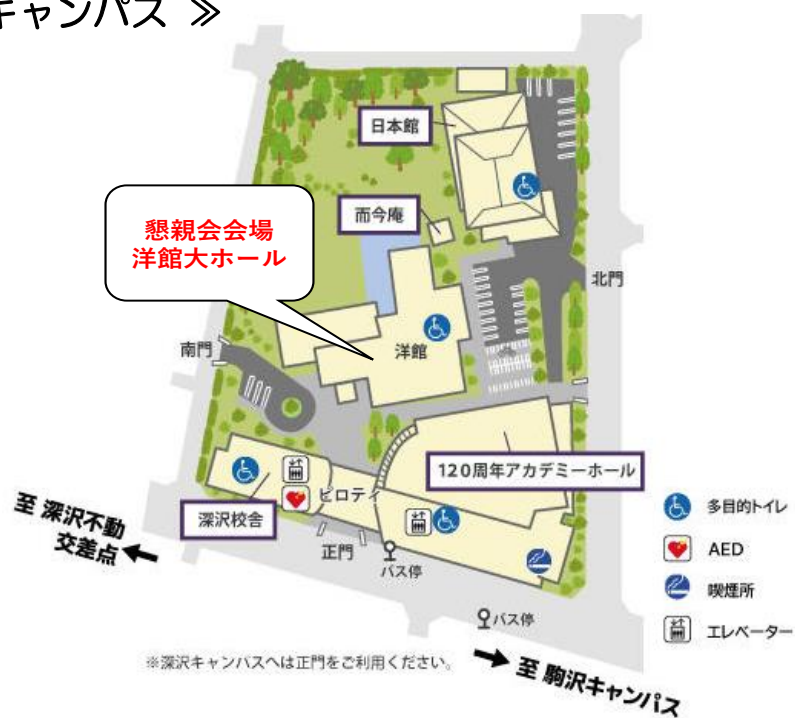 キャンパス ≫
日本館
而今庵
懇親会会場
洋館大ホール
北門
洋館
南門
120周年アカデミーホール
ピロティ
深沢校舎
正門
バス停
バス停
至 深沢不動
交差点
多目的トイレ
AED
喫煙所
エレベーター
※深沢キャンパスへは正門をご利用ください。
至 駒沢キャンパス